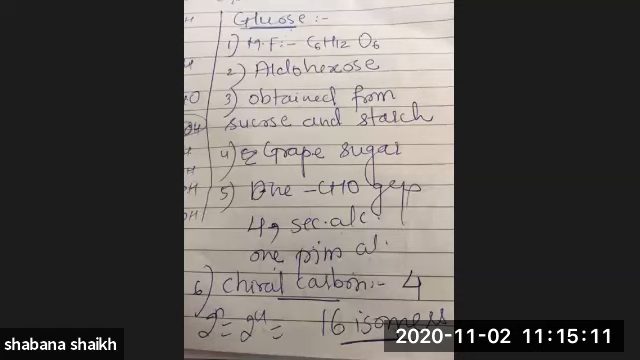 Glucose :-
1) M.F :- C6H12 O6
2) Aldohexose
3) obtained from
sucrose and starch
4) Grape sugar
5) One -CHO grp
4, sec. alc.
one prim al.
6) chiral carbon :- 4
2ⁿ = 2⁴ = 16 isomers
shabana shaikh
2020-11-02 11:15:11